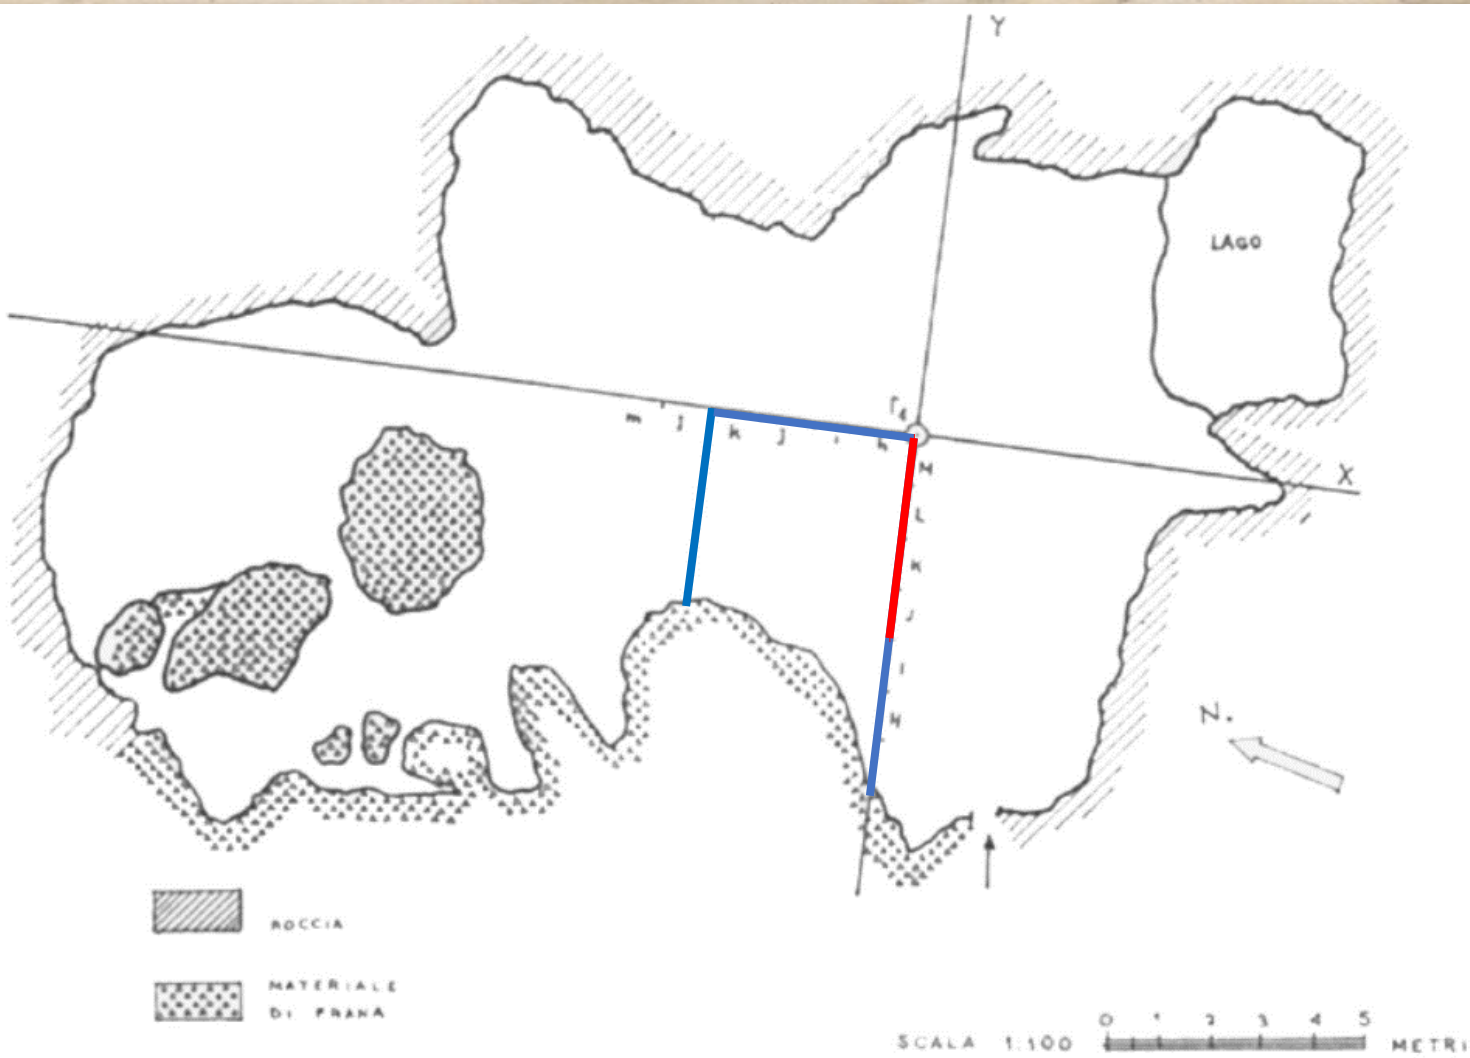 Y
LAGO
X
m j k j i h
M
L
K
J
I
H
N.
ROCCIA
MATERIALE
DI FRANA
0 1 2 3 4 5
SCALA 1:100 METRI